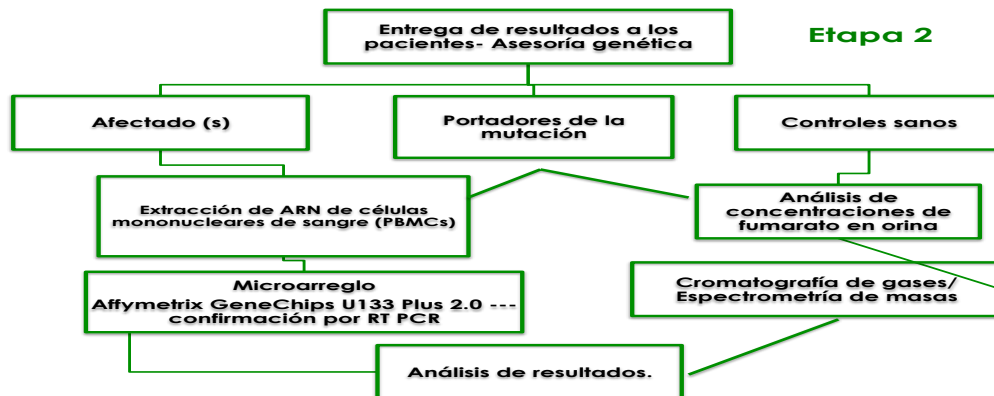 Entrega de resultados a los
pacientes- Asesoría genética
Etapa 2
Afectado (s)
Portadores de la
mutación
Controles sanos
Extracción de ARN de células
mononucleares de sangre (PBMCs)
Análisis de
concentraciones de
fumarato en orina
Microarreglo
Affymetrix GeneChips U133 Plus 2.0 ---
confirmación por RT PCR
Cromatografía de gases/
Espectrometría de masas
Análisis de resultados.